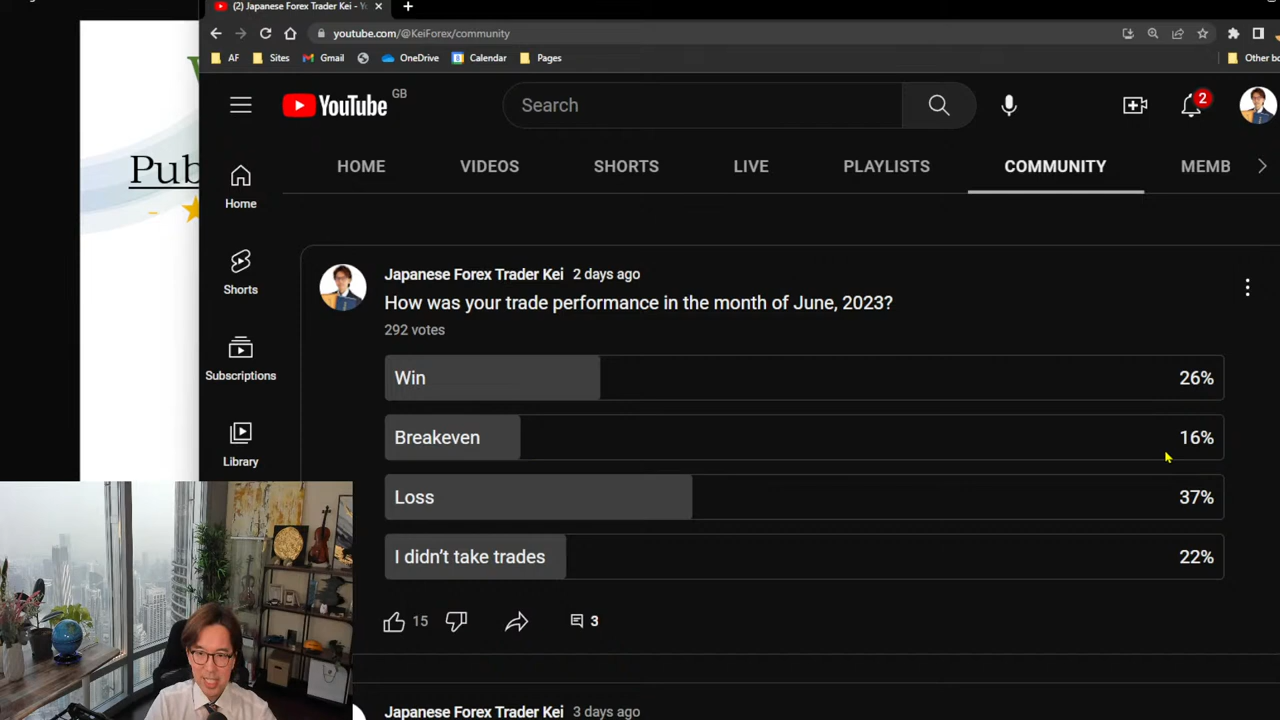 (2) Japanese Forex Trader Kei - Y
youtube.com/@KeiForex/community
AF Sites Gmail OneDrive Calendar Pages Other bo
YouTube GB Search 2
HOME VIDEOS SHORTS LIVE PLAYLISTS COMMUNITY MEMB
Pub
Home
Shorts
Subscriptions
Library
Japanese Forex Trader Kei 2 days ago
How was your trade performance in the month of June, 2023?
292 votes
Win 26%
Breakeven 16%
Loss 37%
I didn’t take trades 22%
15 3
Japanese Forex Trader Kei 3 days ago